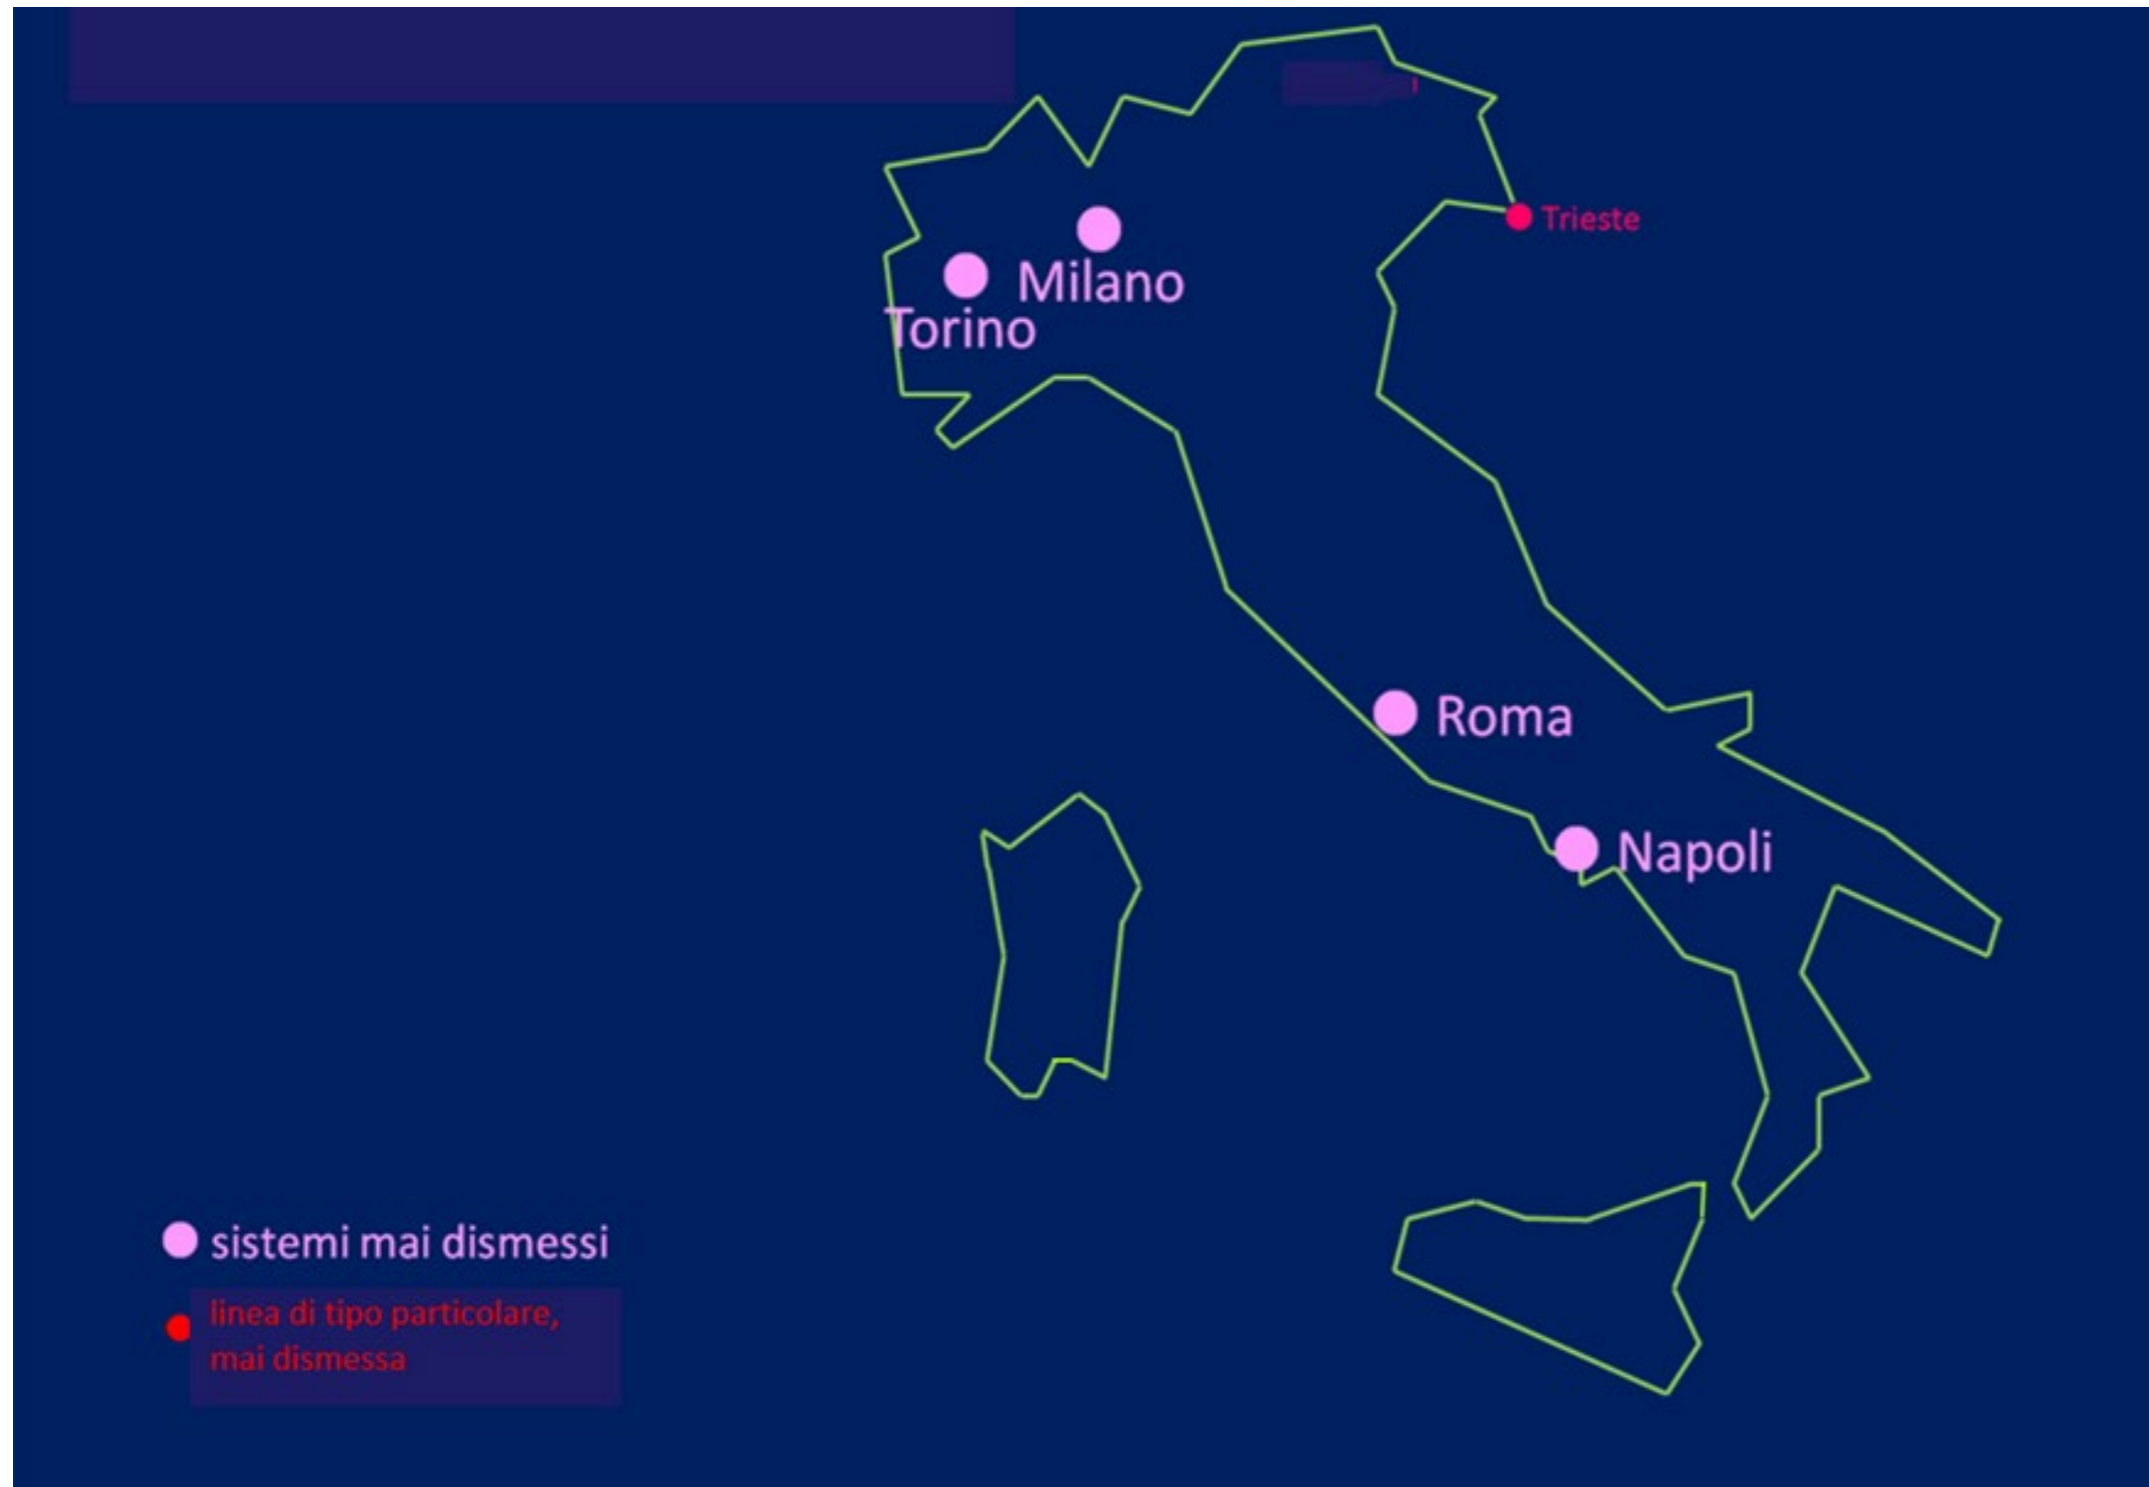 Trieste
Milano
Torino
Roma
Napoli
sistemi mai dismessi
linea di tipo particolare,
mai dismessa